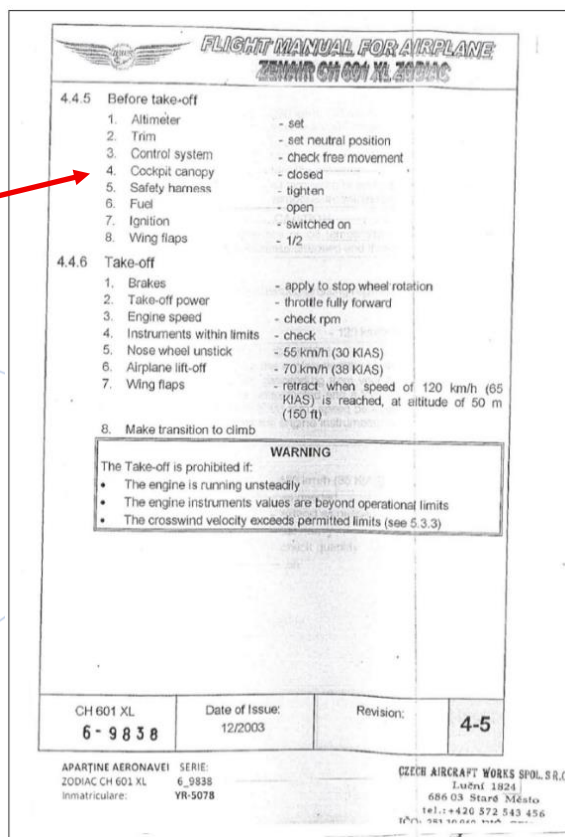 FLIGHT MANUAL FOR AIRPLANE
ZENAIR CH 601 XL ZODIAC
4.4.5 Before take-off
1. Altimeter - set
2. Trim - set neutral position
3. Control system - check free movement
4. Cockpit canopy - closed
5. Safety harness - tighten
6. Fuel - open
7. Ignition - switched on
8. Wing flaps - 1/2
4.4.6 Take-off
1. Brakes - apply to stop wheel rotation
2. Take-off power - throttle fully forward
3. Engine speed - check rpm
4. Instruments within limits - check
5. Nose wheel unstick - 55 km/h (30 KIAS)
6. Airplane lift-off - 70 km/h (38 KIAS)
7. Wing flaps - retract when speed of 120 km/h (65
KIAS) is reached, at altitude of 50 m
(150 ft)
8. Make transition to climb
WARNING
The Take-off is prohibited if:
• The engine is running unsteadily
• The engine instruments values are beyond operational limits
• The crosswind velocity exceeds permitted limits (see 5.3.3)
CH 601 XL
6-9838
Date of Issue:
12/2003
Revision:
4-5
APARȚINE AERONAVEI SERIE:
ZODIAC CH 601 XL 6_9838
Inmatriculare: YR-5078
CZECH AIRCRAFT WORKS SPOL. S R.O.
Luční 1824
686 03 Staré Město
tel.:+420 572 543 456